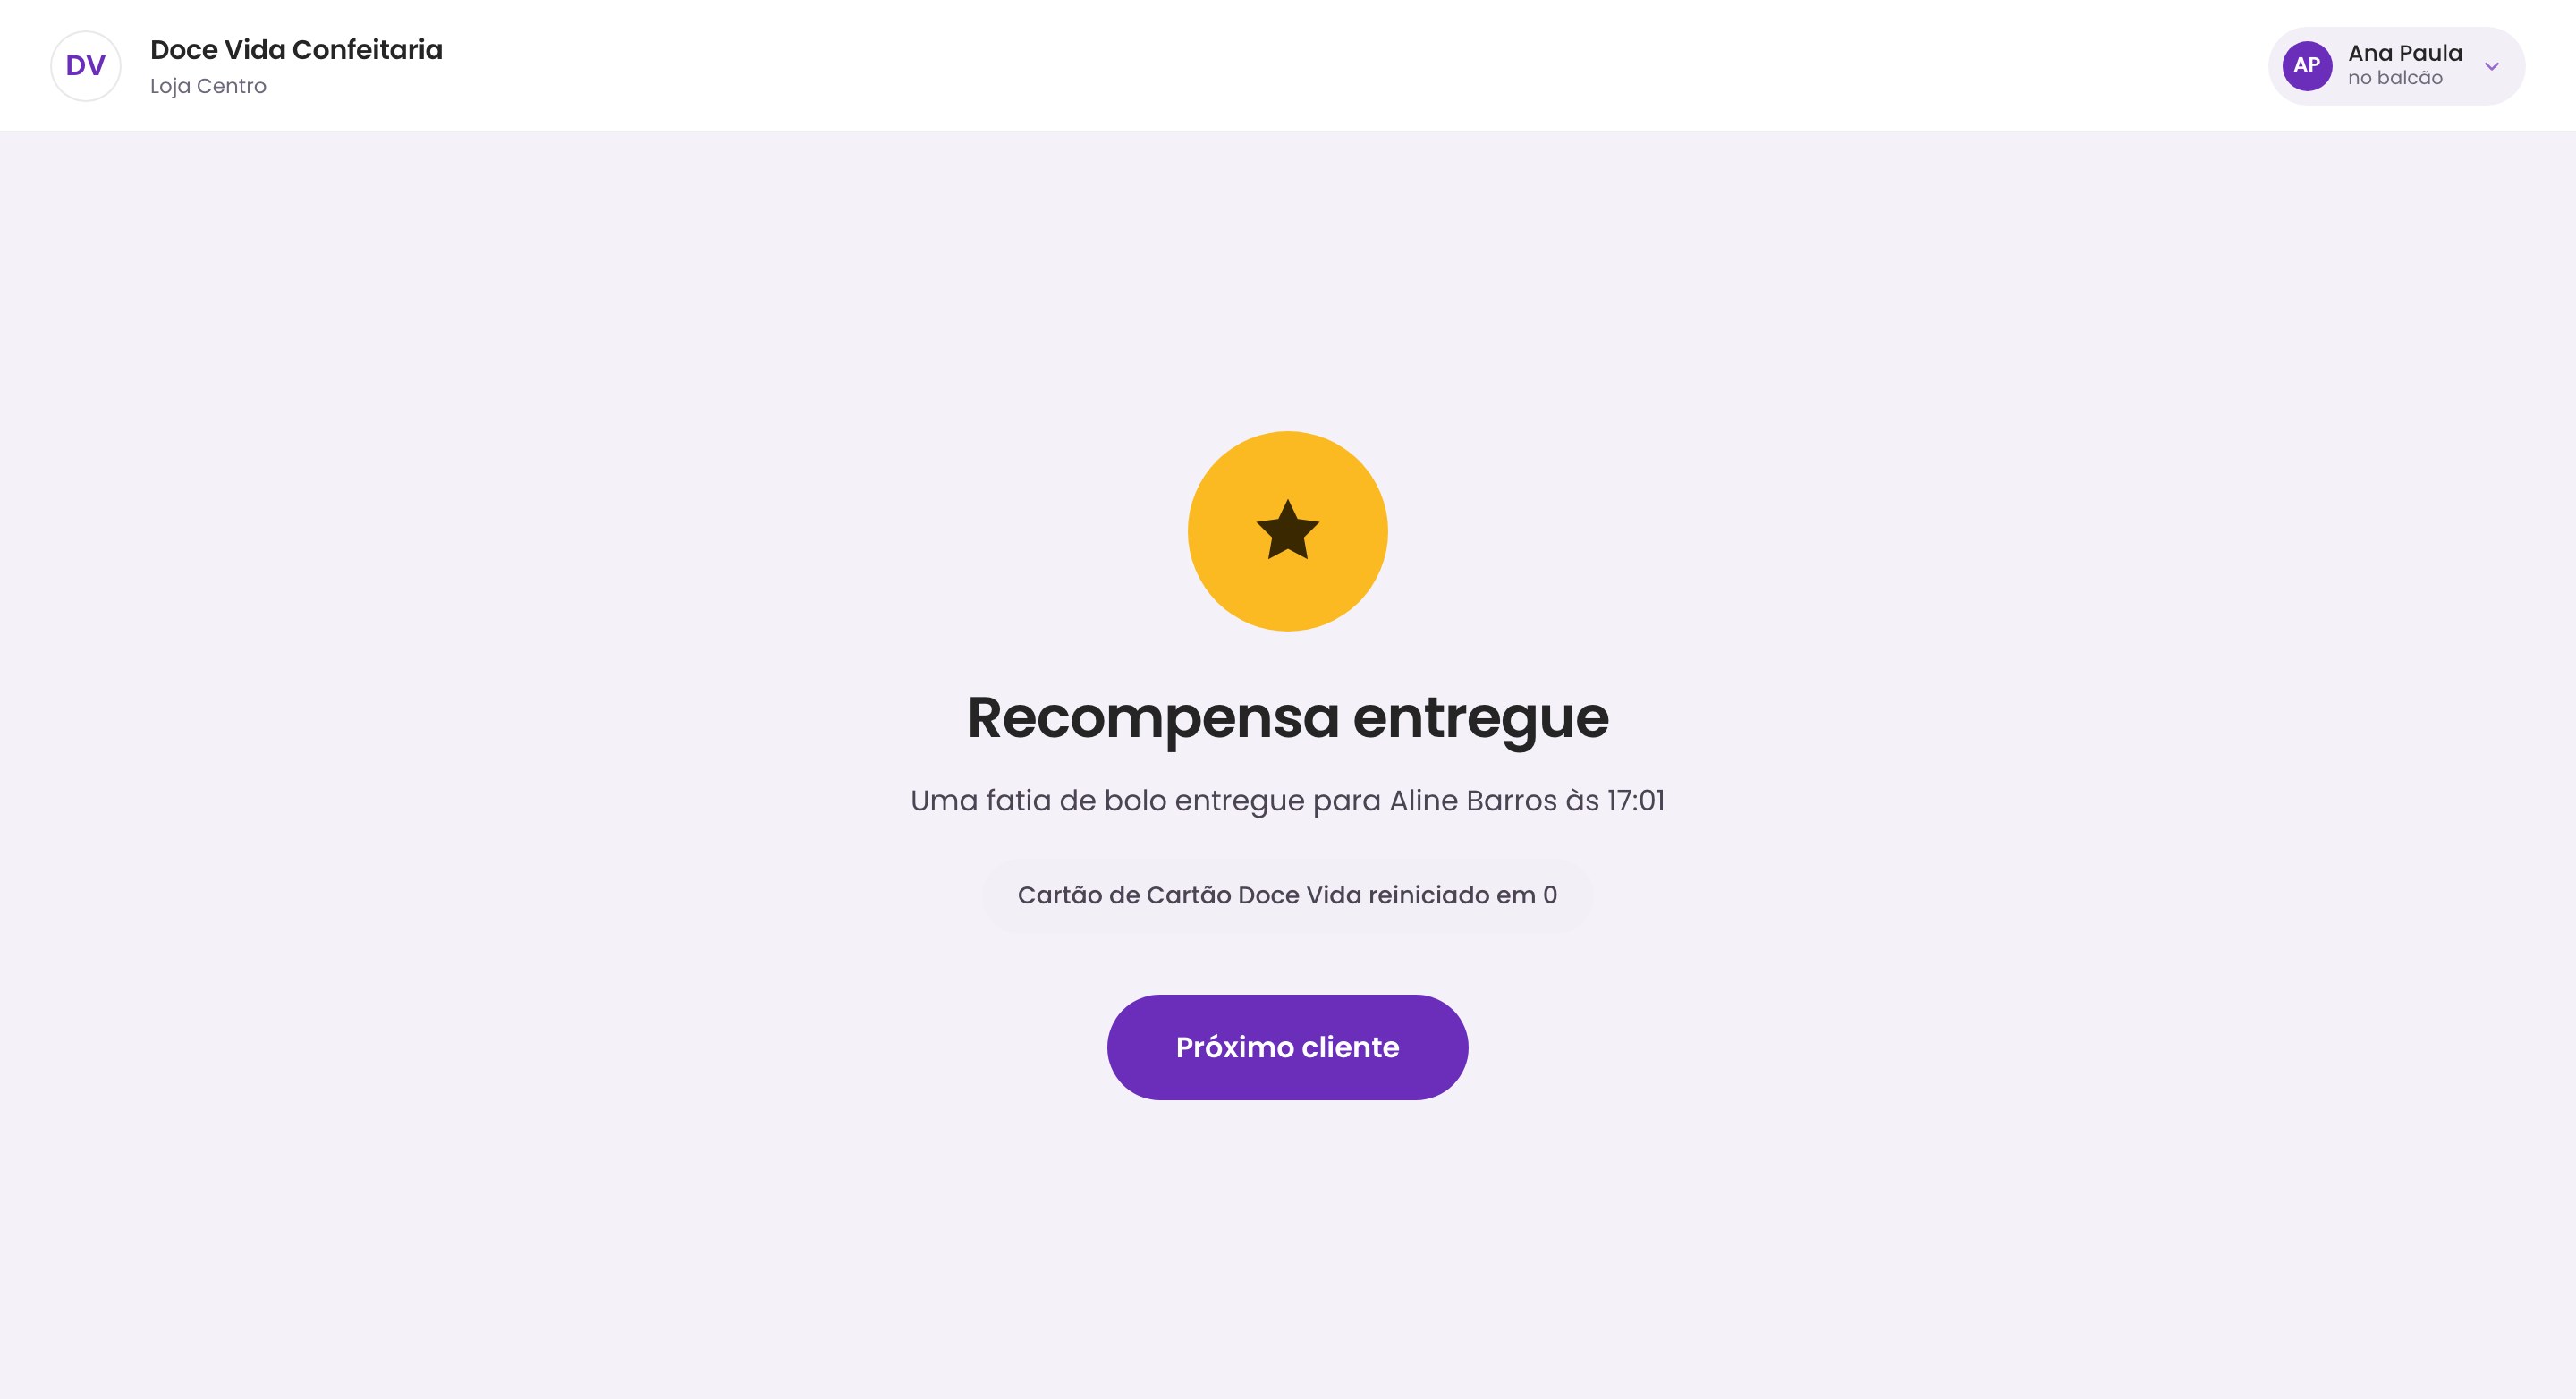 DV
Doce Vida Confeitaria
Loja Centro
AP
Ana Paula
no balcão
Recompensa entregue
Uma fatia de bolo entregue para Aline Barros às 17:01
Cartão de Cartão Doce Vida reiniciado em 0
Próximo cliente